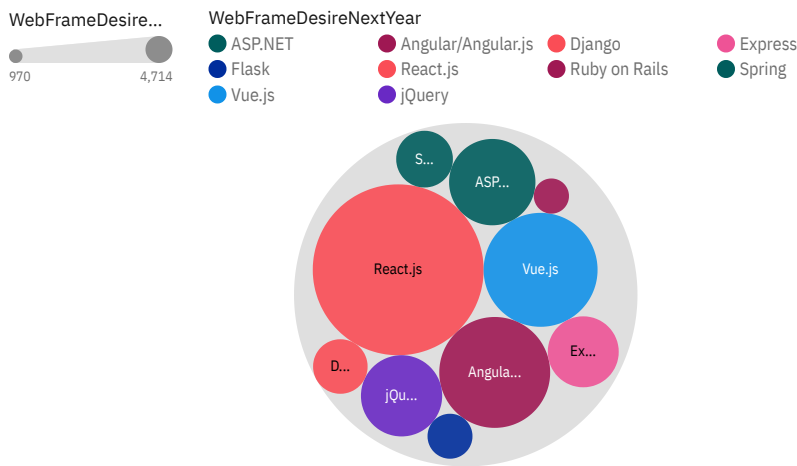 WebFrameDesire...
970
4,714
WebFrameDesireNextYear
ASP.NET
Angular/Angular.js
Django
Express
Flask
React.js
Ruby on Rails
Spring
Vue.js
jQuery
S...
ASP...
React.js
Vue.js
Ex...
D...
Angula...
jQu...